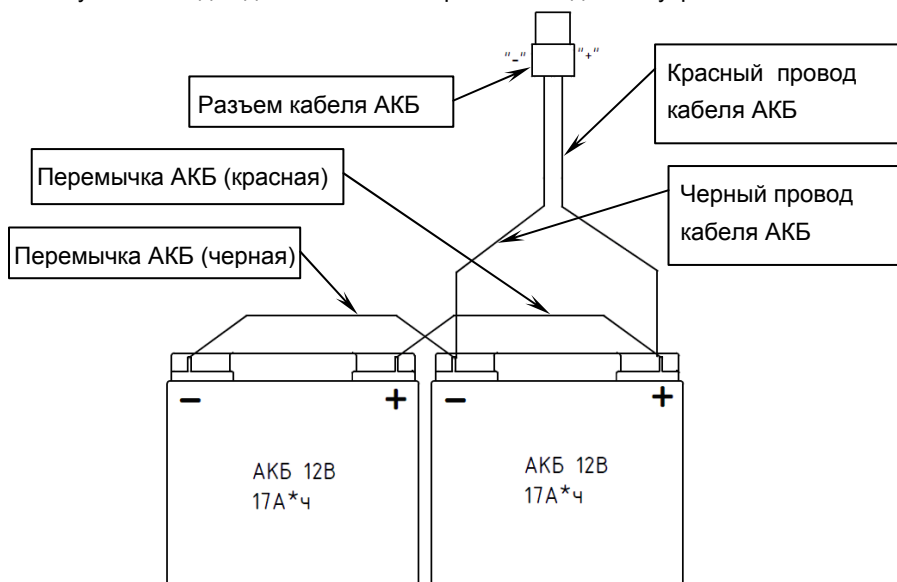 "-" "+"
Разъем кабеля АКБ
Красный провод
кабеля АКБ
Перемычка АКБ (красная)
Черный провод
кабеля АКБ
Перемычка АКБ (черная)
− + − +
АКБ 12В
17А*ч
АКБ 12В
17А*ч